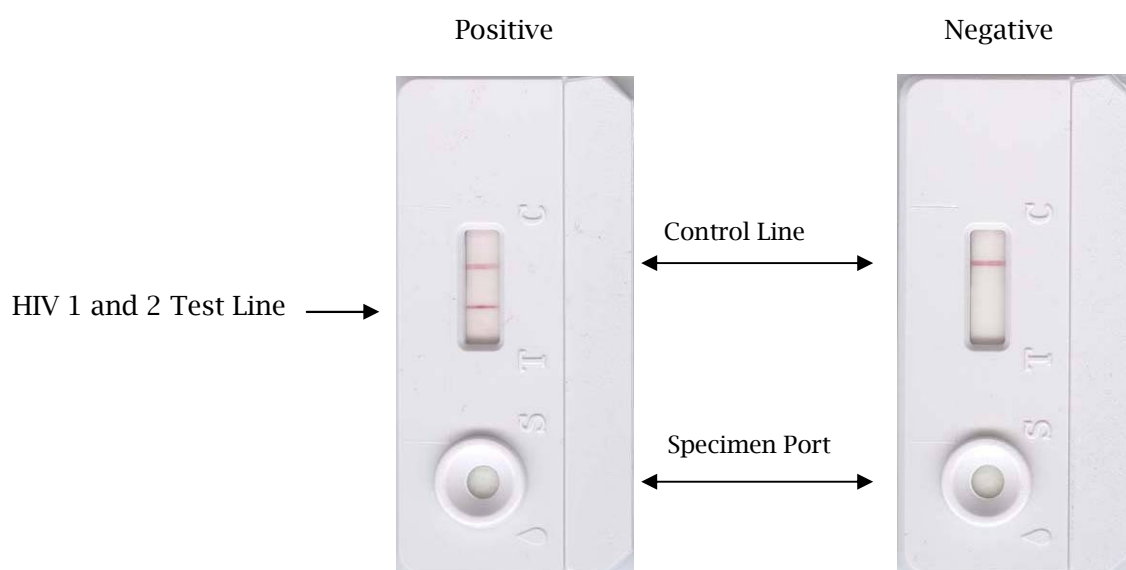 Positive
Negative
C
C
Control Line
HIV 1 and 2 Test Line
T
T
S
S
Specimen Port